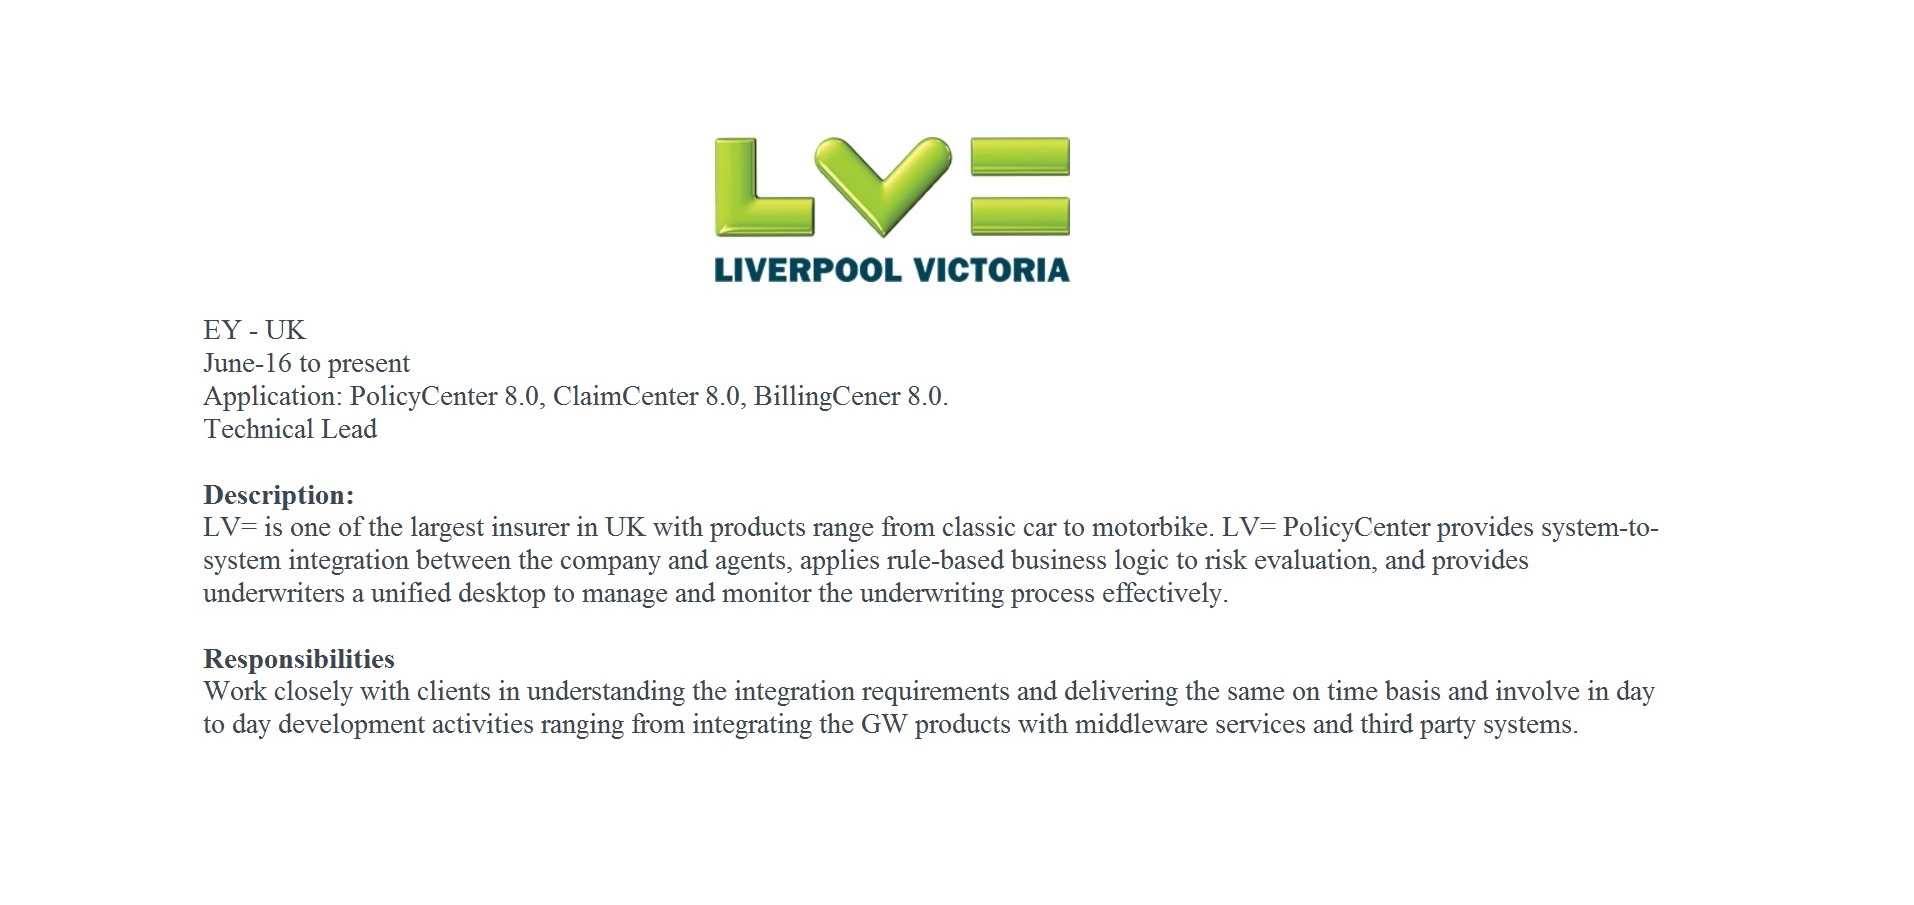 LV=
LIVERPOOL VICTORIA
EY - UK
June-16 to present
Application: PolicyCenter 8.0, ClaimCenter 8.0, BillingCener 8.0.
Technical Lead
Description:
LV= is one of the largest insurer in UK with products range from classic car to motorbike. LV= PolicyCenter provides system-to-
system integration between the company and agents, applies rule-based business logic to risk evaluation, and provides
underwriters a unified desktop to manage and monitor the underwriting process effectively.
Responsibilities
Work closely with clients in understanding the integration requirements and delivering the same on time basis and involve in day
to day development activities ranging from integrating the GW products with middleware services and third party systems.